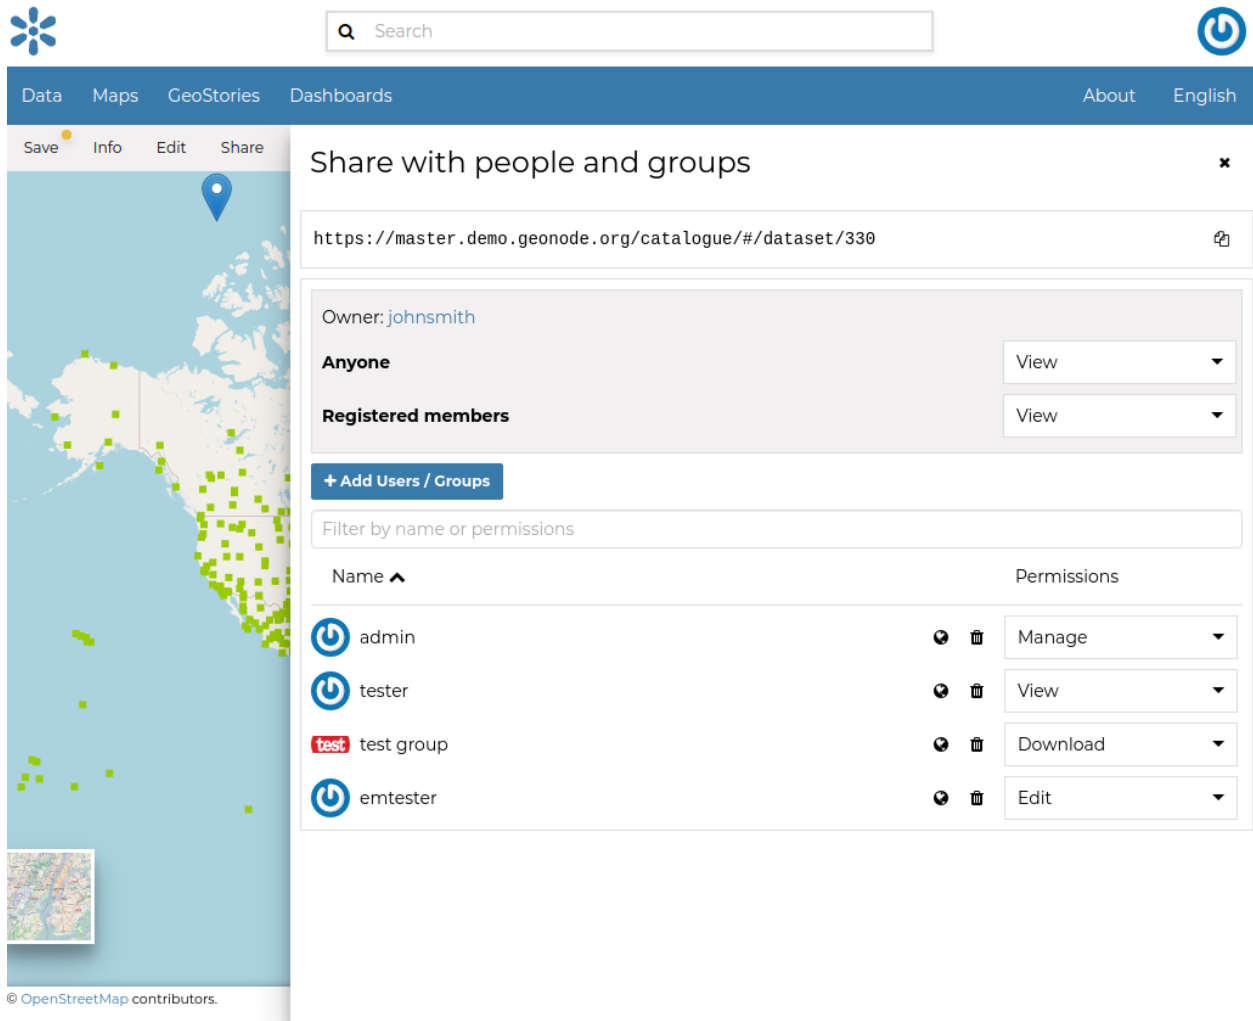 Search
Data Maps GeoStories Dashboards About English
Save Info Edit Share
Share with people and groups
https://master.demo.geonode.org/catalogue/#/dataset/330
Owner: johnsmith
Anyone View
Registered members View
+ Add Users / Groups
Filter by name or permissions
Name Permissions
admin Manage
tester View
test test group Download
emtester Edit
© OpenStreetMap contributors.